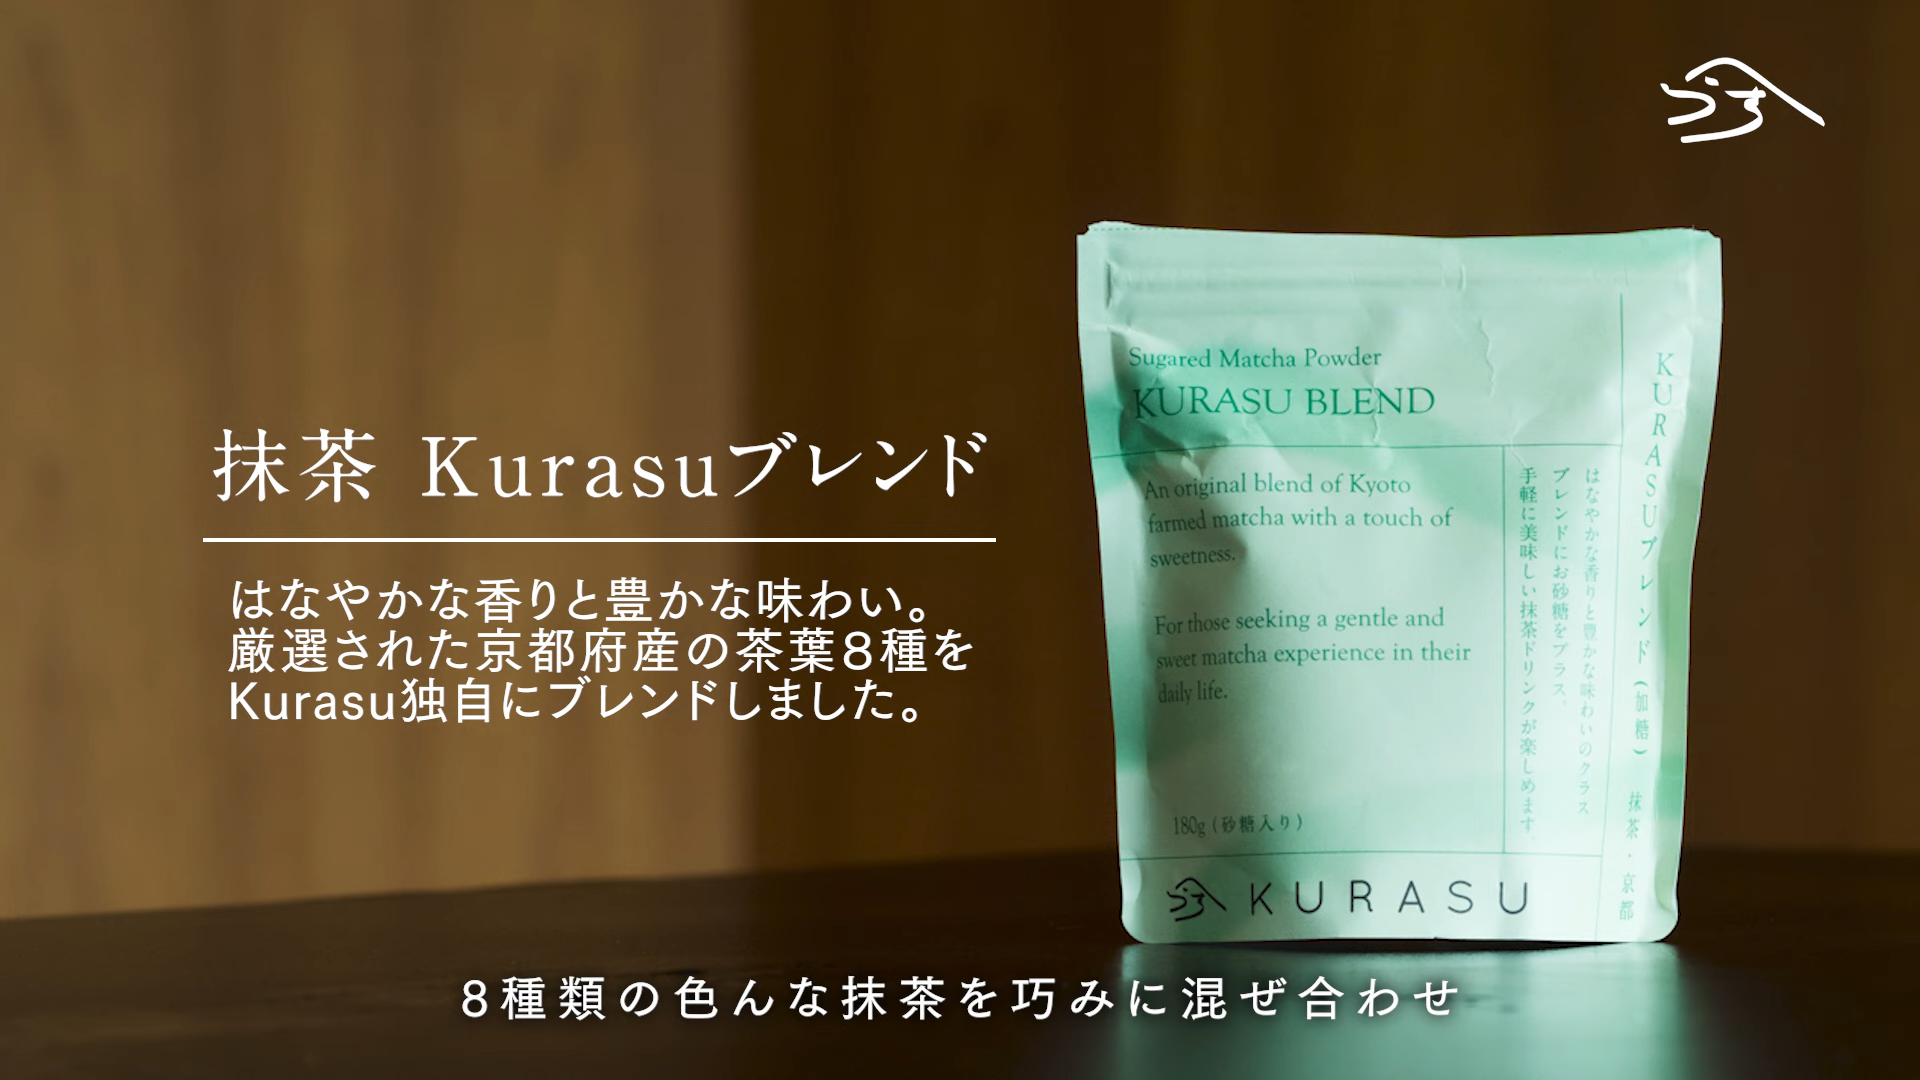 らす
抹茶 Kurasuブレンド
はなやかな香りと豊かな味わい。
厳選された京都府産の茶葉8種を
Kurasu独自にブレンドしました。
Sugared Matcha Powder
KURASU BLEND
An original blend of Kyoto
farmed matcha with a touch of
sweetness.
For those seeking a gentle and
sweet matcha experience in their
daily life.
180g (砂糖入り)
はなやかな香りと豊かな味わいのクラス
ブレンドにお砂糖をプラス。
手軽に美味しい抹茶ドリンクが楽しめます。
KURASUブレンド(加糖) 抹茶・京都
らす KURASU
8種類の色んな抹茶を巧みに混ぜ合わせ